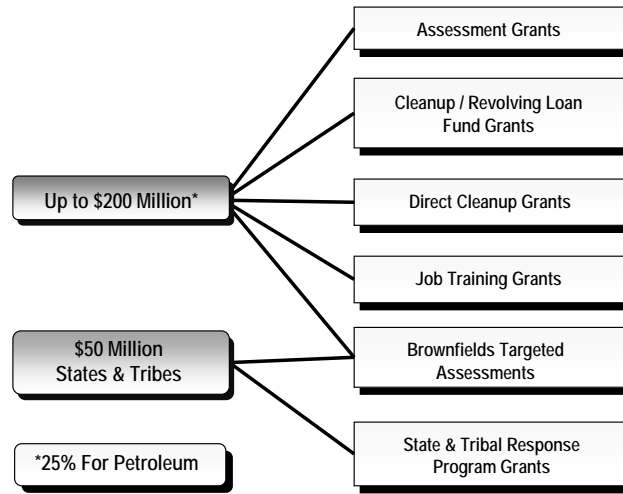 Up to $200 Million*
$50 Million
States & Tribes
*25% For Petroleum
Assessment Grants
Cleanup / Revolving Loan
Fund Grants
Direct Cleanup Grants
Job Training Grants
Brownfields Targeted
Assessments
State & Tribal Response
Program Grants